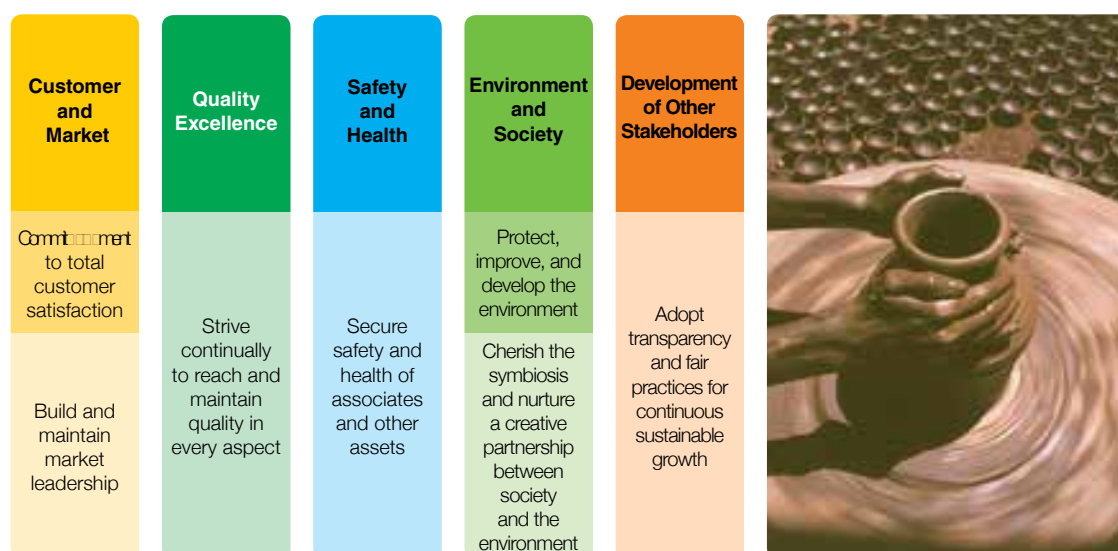 Customer
and
Market
to total
customer
satisfaction
Build and
maintain
market
leadership
Quality
Excellence
Strive
continually
to reach and
maintain
quality in
every aspect
Safety
and
Health
Secure
safety and
health of
associates
and other
assets
Environment
and
Society
Protect,
improve, and
develop the
environment
Cherish the
symbiosis
and nurture
a creative
partnership
between
society
and the
environment
Development
of Other
Stakeholders
Adopt
transparency
and fair
practices for
continuous
sustainable
growth